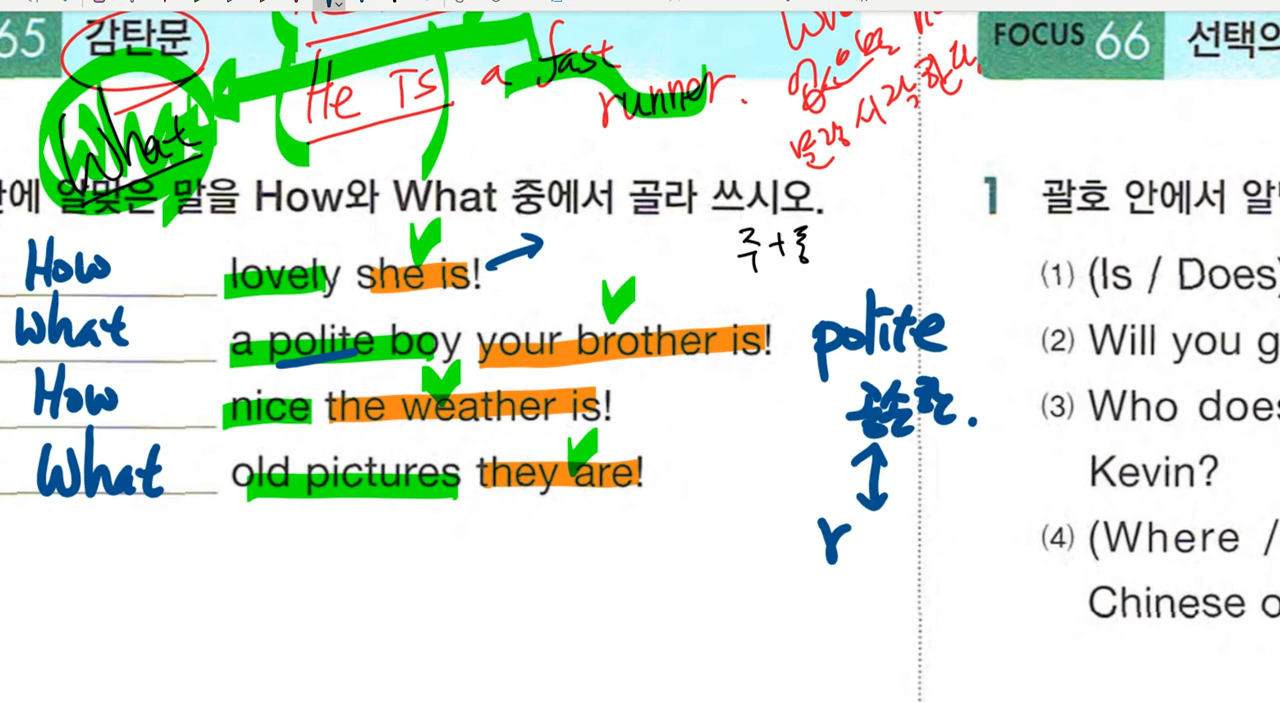 65 감탄문
He is a fast
runner.
What
문장
안에 알맞은 말을 How와 What 중에서 골라 쓰시오.
주+동
How lovely she is!
What a polite boy your brother is!
How nice the weather is!
What old pictures they are!
polite
공손한.
r
FOCUS 66 선택의
1 괄호 안에서 알
(1) (Is / Does)
(2) Will you g
(3) Who does
Kevin?
(4) (Where /
Chinese o